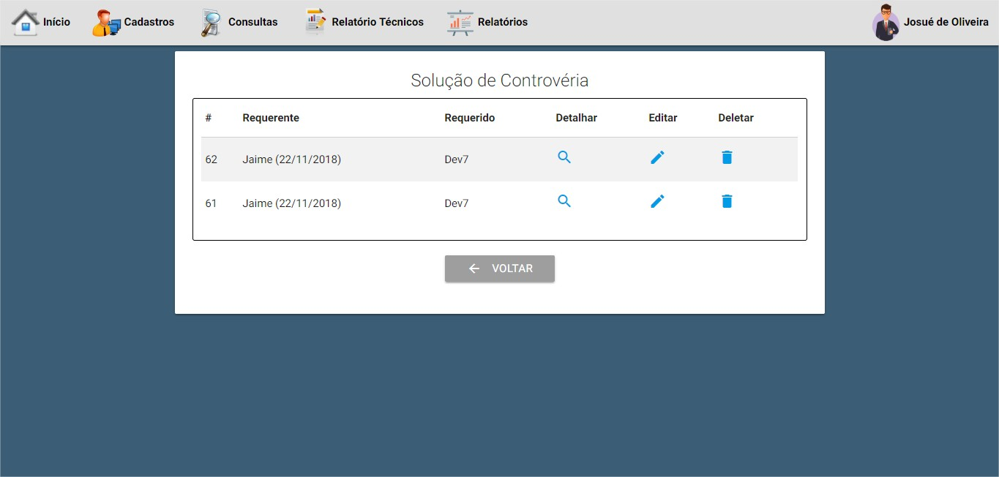 Início Cadastros Consultas Relatório Técnicos Relatórios Josué de Oliveira
Solução de Controvéria
# Requerente Requerido Detalhar Editar Deletar
62 Jaime (22/11/2018) Dev7
61 Jaime (22/11/2018) Dev7
VOLTAR